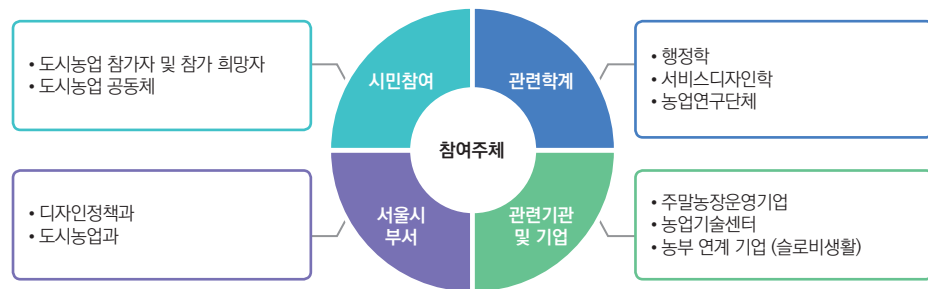 • 도시농업 참가자 및 참가 희망자
• 도시농업 공동체
시민참여
관련학계
• 행정학
• 서비스디자인학
• 농업연구단체
참여주체
• 디자인정책과
• 도시농업과
서울시
부서
관련기관
및 기업
• 주말농장운영기업
• 농업기술센터
• 농부 연계 기업 (슬로비생활)